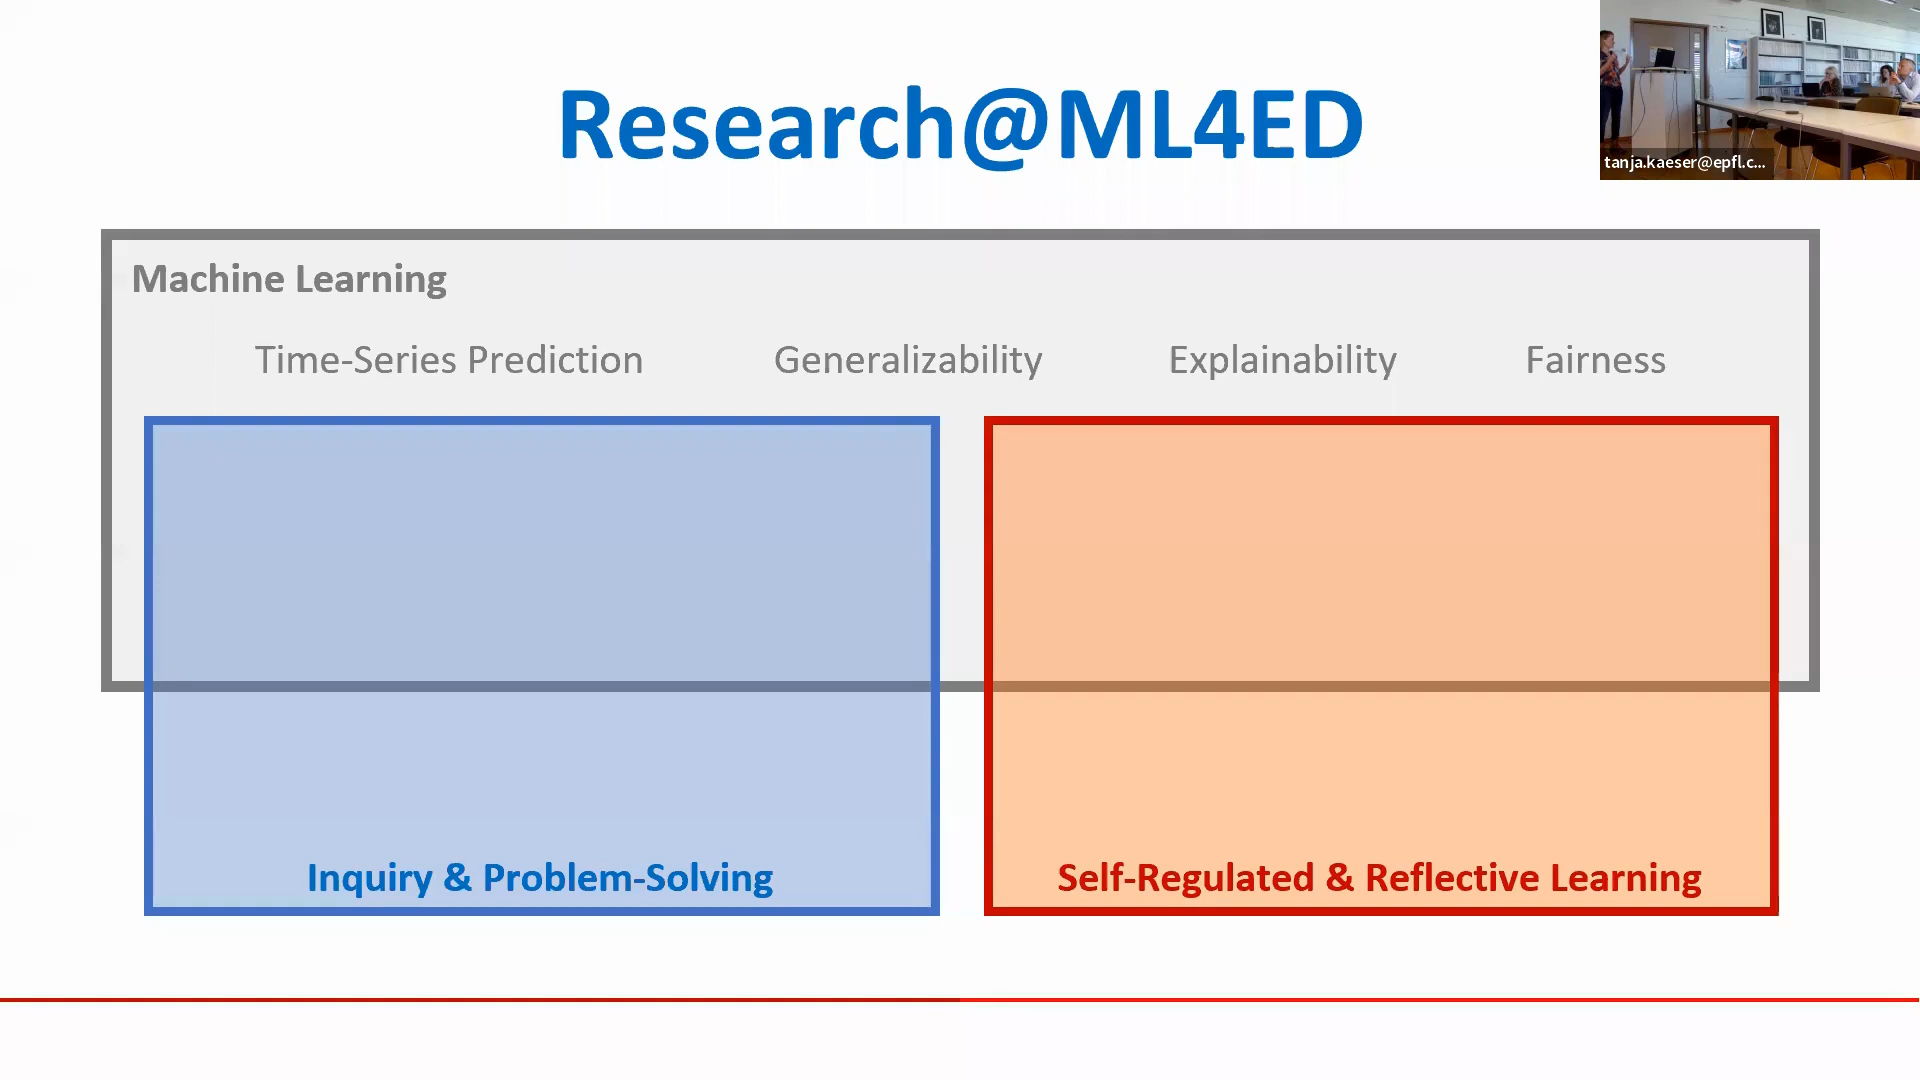 Research@ML4ED
tanja.kaeser@epfl.c...
Machine Learning
Time-Series Prediction Generalizability Explainability Fairness
Inquiry & Problem-Solving Self-Regulated & Reflective Learning